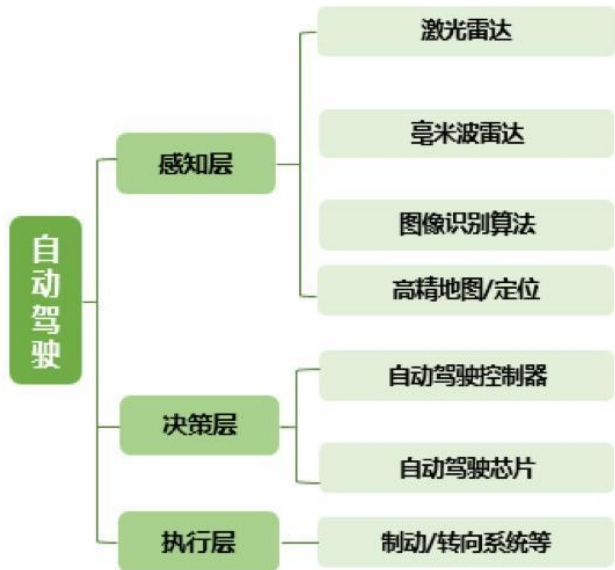 自动驾驶
感知层
激光雷达
毫米波雷达
图像识别算法
高精地图/定位
决策层
自动驾驶控制器
自动驾驶芯片
执行层
制动/转向系统等